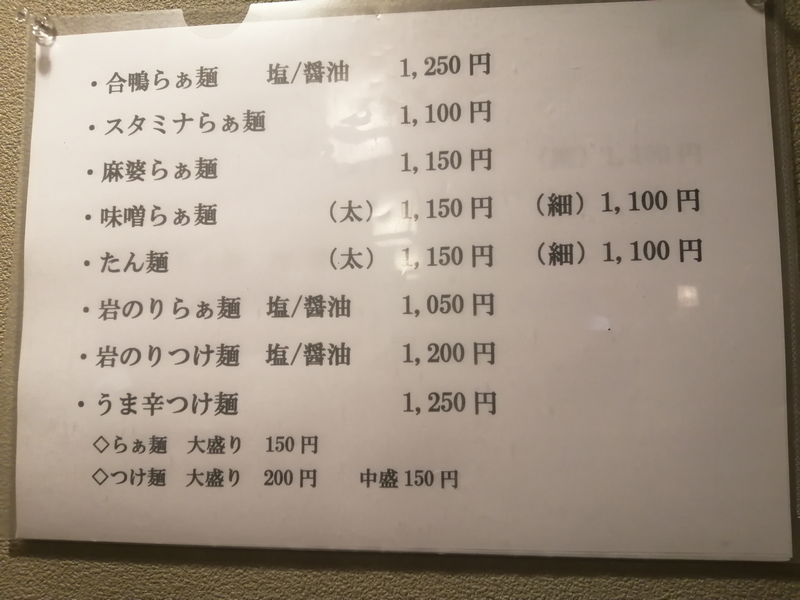 ・合鴨らぁ麺 塩/醤油 1,250円
・スタミナらぁ麺 1,100円
・麻婆らぁ麺 1,150円
・味噌らぁ麺 （太） 1,150円 （細）1,100円
・たん麺 （太） 1,150円 （細）1,100円
・岩のりらぁ麺 塩/醤油 1,050円
・岩のりつけ麺 塩/醤油 1,200円
・うま辛つけ麺 1,250円
◇らぁ麺 大盛り 150円
◇つけ麺 大盛り 200円 中盛150円